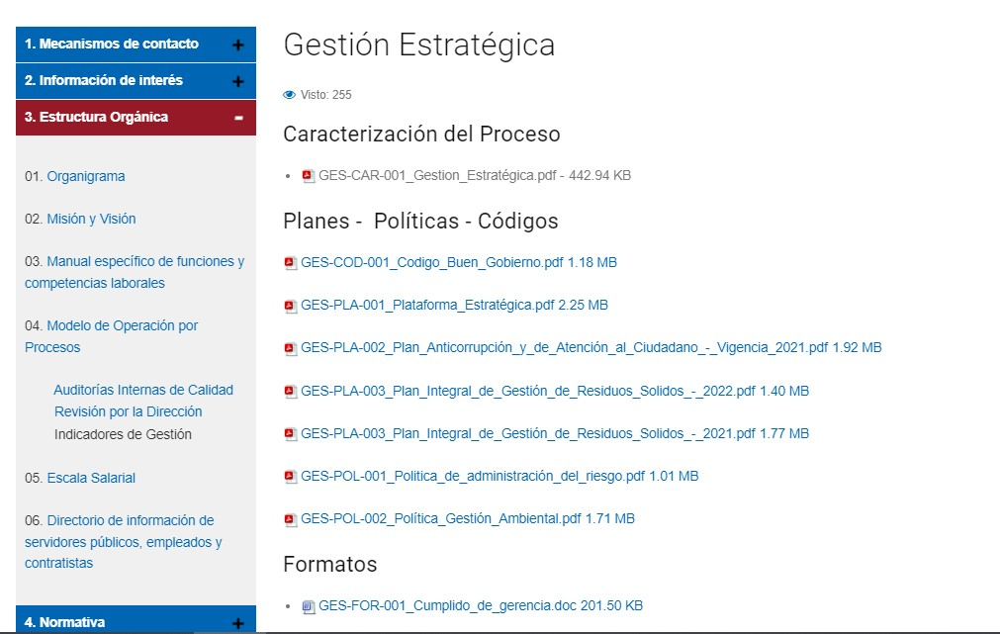 1. Mecanismos de contacto +
2. Información de interés +
3. Estructura Orgánica -
01. Organigrama
02. Misión y Visión
03. Manual específico de funciones y
competencias laborales
04. Modelo de Operación por
Procesos
Auditorías Internas de Calidad
Revisión por la Dirección
Indicadores de Gestión
05. Escala Salarial
06. Directorio de información de
servidores públicos, empleados y
contratistas
4. Normativa +
Gestión Estratégica
Visto: 255
Caracterización del Proceso
• GES-CAR-001_Gestion_Estratégica.pdf - 442.94 KB
Planes - Políticas - Códigos
GES-COD-001_Codigo_Buen_Gobierno.pdf 1.18 MB
GES-PLA-001_Plataforma_Estratégica.pdf 2.25 MB
GES-PLA-002_Plan_Anticorrupción_y_de_Atención_al_Ciudadano_-_Vigencia_2021.pdf 1.92 MB
GES-PLA-003_Plan_Integral_de_Gestión_de_Residuos_Solidos_-_2022.pdf 1.40 MB
GES-PLA-003_Plan_Integral_de_Gestión_de_Residuos_Solidos_-_2021.pdf 1.77 MB
GES-POL-001_Politica_de_administración_del_riesgo.pdf 1.01 MB
GES-POL-002_Política_Gestión_Ambiental.pdf 1.71 MB
Formatos
• GES-FOR-001_Cumplido_de_gerencia.doc 201.50 KB